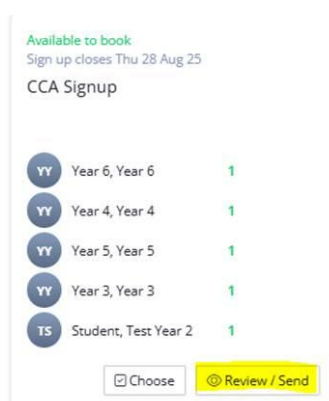 Available to book
Sign up closes Thu 28 Aug 25
CCA Signup
YY Year 6, Year 6 1
YY Year 4, Year 4 1
YY Year 5, Year 5 1
YY Year 3, Year 3 1
TS Student, Test Year 2 1
Choose Review / Send